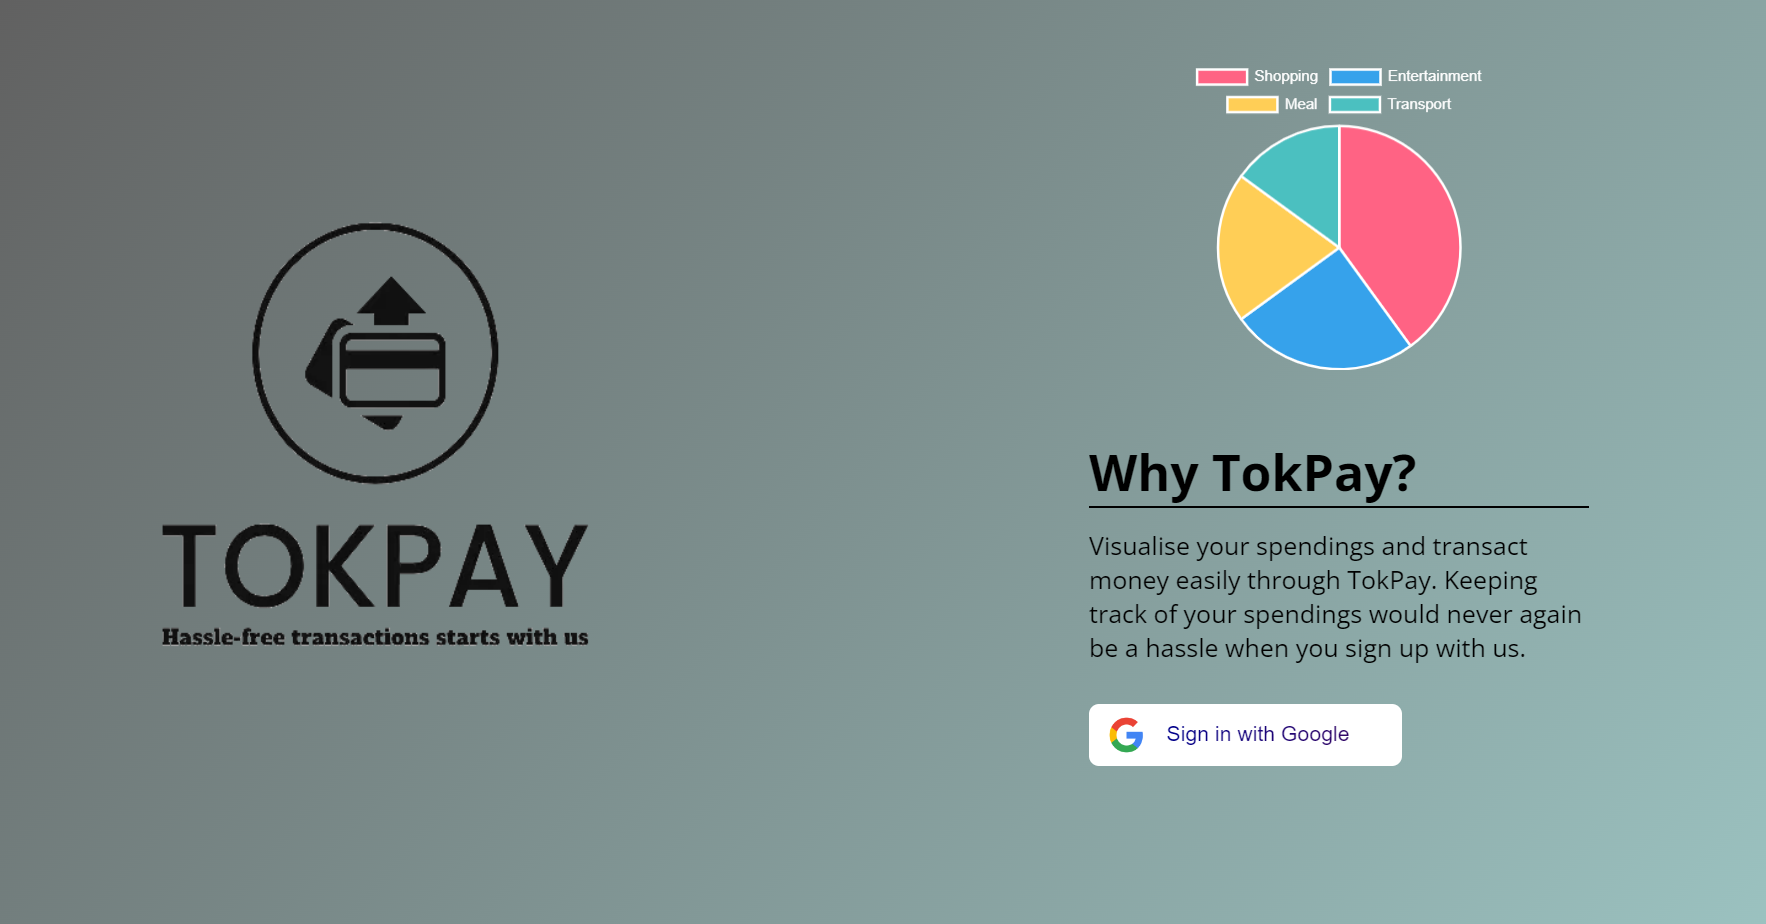 TOKPAY
Hassle-free transactions starts with us
Shopping Entertainment
Meal Transport
Why TokPay?
Visualise your spendings and transact
money easily through TokPay. Keeping
track of your spendings would never again
be a hassle when you sign up with us.
Sign in with Google